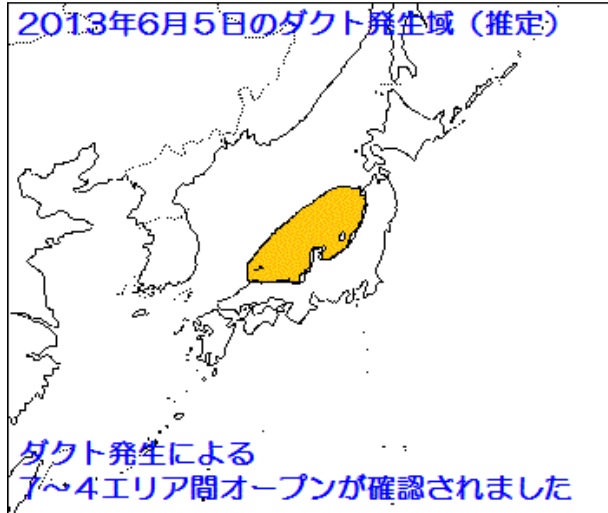 2013年6月5日のダクト発生域（推定）
ダクト発生による
7～4エリア間オープンが確認されました